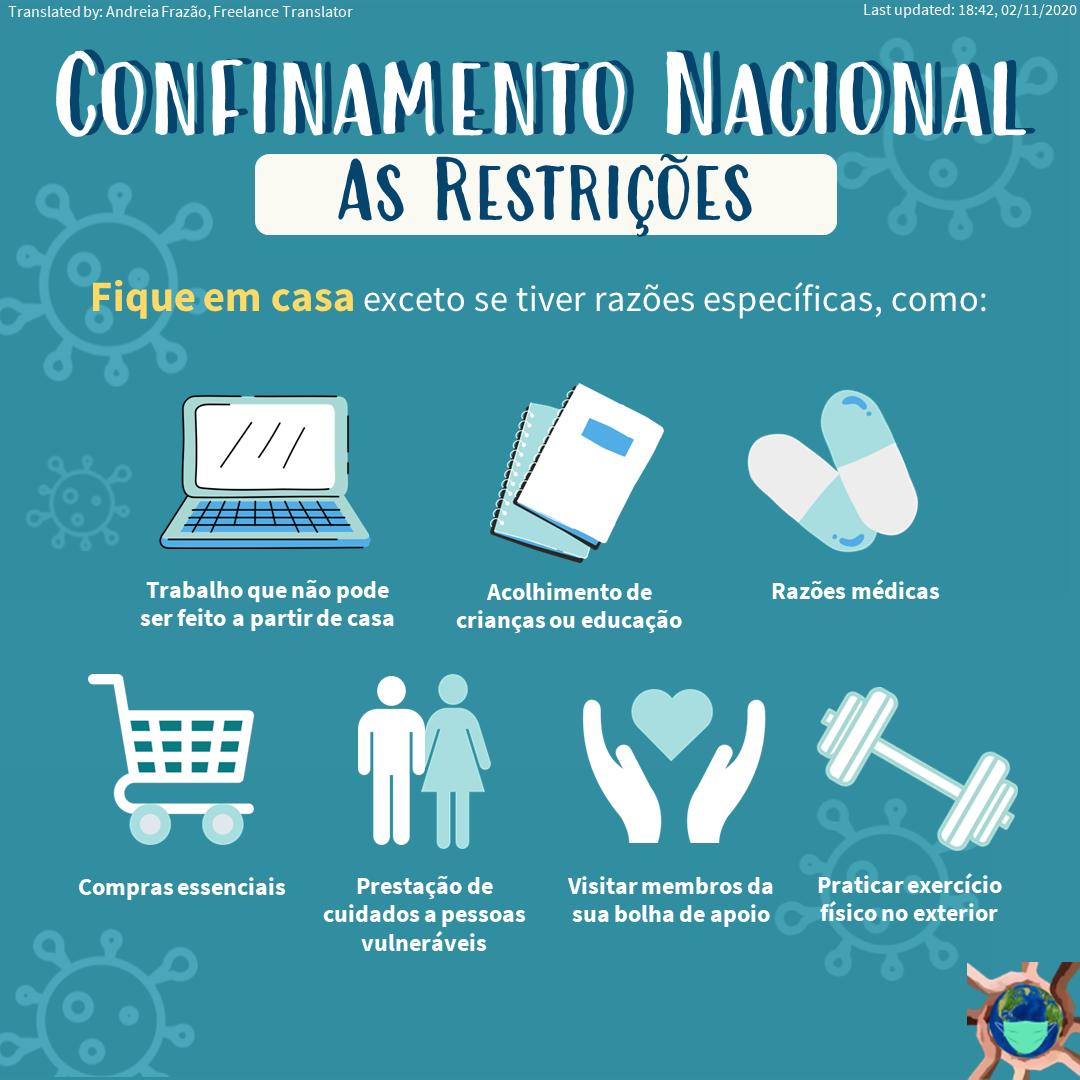 Translated by: Andreia Frazão, Freelance Translator
Last updated: 18:42, 02/11/2020
Confinamento Nacional
As Restrições
Fique em casa exceto se tiver razões específicas, como:
Trabalho que não pode
ser feito a partir de casa
Acolhimento de
crianças ou educação
Razões médicas
Compras essenciais
Prestação de
cuidados a pessoas
vulneráveis
Visitar membros da
sua bolha de apoio
Praticar exercício
físico no exterior